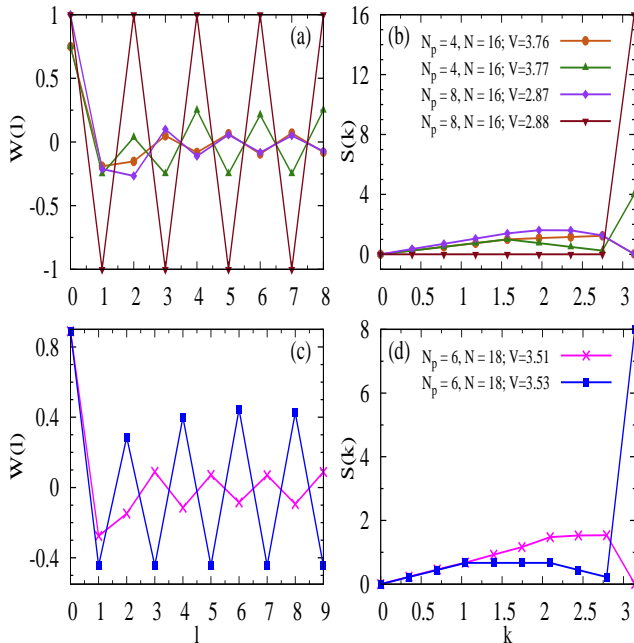 (a)
W(l)
1
0.5
0
-0.5
-1
0 1 2 3 4 5 6 7 8
(b)
S(k)
16
12
8
4
0
0 0.5 1 1.5 2 2.5 3
N_p = 4, N = 16; V=3.76
N_p = 4, N = 16; V=3.77
N_p = 8, N = 16; V=2.87
N_p = 8, N = 16; V=2.88
(c)
W(l)
0.8
0.4
0
-0.4
0 1 2 3 4 5 6 7 8 9
l
(d)
S(k)
8
6
4
2
0
0 0.5 1 1.5 2 2.5 3
k
N_p = 6, N = 18; V=3.51
N_p = 6, N = 18; V=3.53